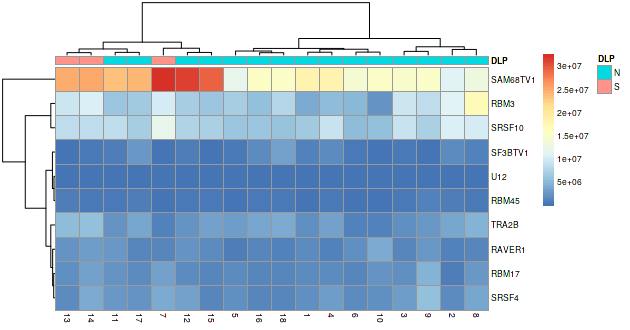 DLP
DLP
SAM68TV1
RBM3
SRSF10
SF3BTV1
U12
RBM45
TRA2B
RAVER1
RBM17
SRSF4
13 14 11 17 7 12 15 5 16 18 1 4 6 10 3 9 2 8
3e+07
2.5e+07
2e+07
1.5e+07
1e+07
5e+06
N
S